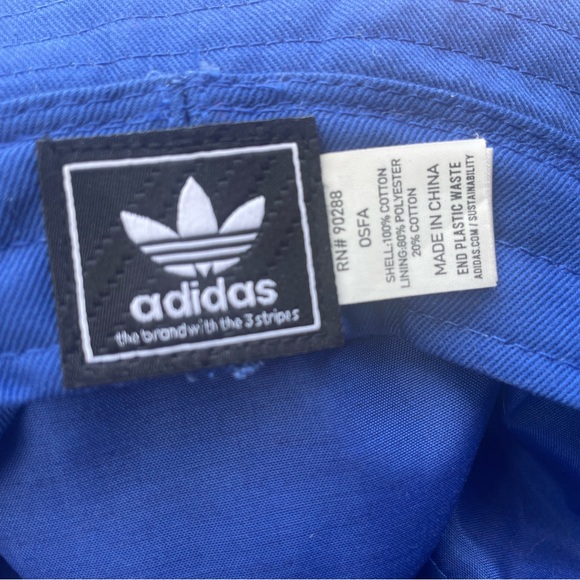 adidas
the brand with the 3 stripes
RN# 90288
OSFA
SHELL:100% COTTON
LINING:80% POLYESTER
20% COTTON
MADE IN CHINA
END PLASTIC WASTE
ADIDAS.COM / SUSTAINABILITY